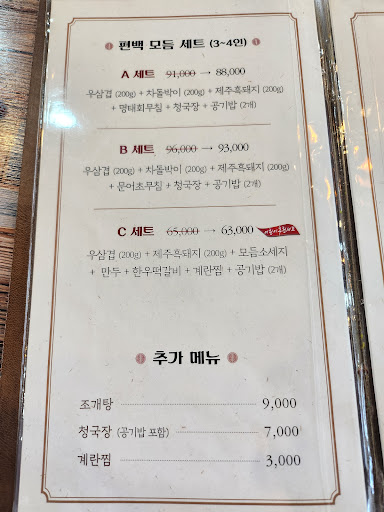 편백 모듬 세트 (3~4인)
A 세트 91,000 → 88,000
우삼겹 (200g) + 차돌박이 (200g) + 제주흑돼지 (200g)
+ 명태회무침 + 청국장 + 공기밥 (2개)
B 세트 96,000 → 93,000
우삼겹 (200g) + 차돌박이 (200g) + 제주흑돼지 (200g)
+ 문어초무침 + 청국장 + 공기밥 (2개)
C 세트 65,000 → 63,000
우삼겹 (200g) + 제주흑돼지 (200g) + 모듬소세지
+ 만두 + 한우떡갈비 + 계란찜 + 공기밥 (2개)
추가 메뉴
조개탕 9,000
청국장 (공기밥 포함) 7,000
계란찜 3,000